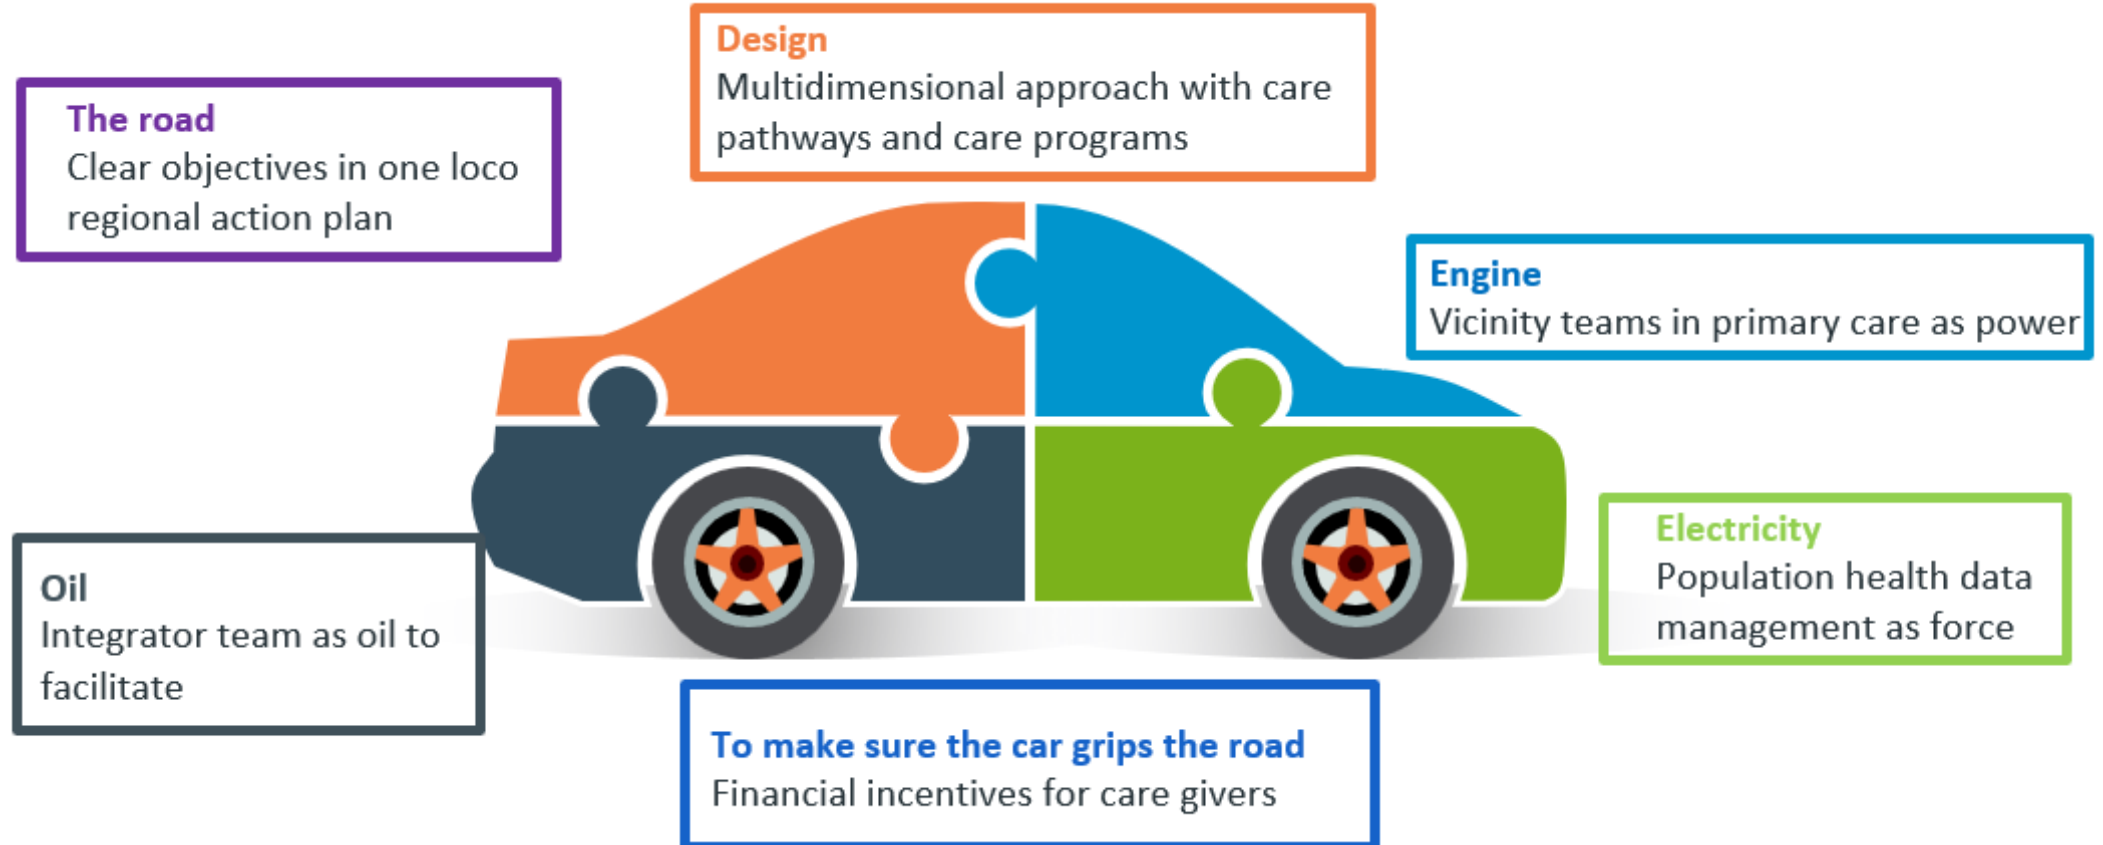 Design
Multidimensional approach with care
pathways and care programs
The road
Clear objectives in one loco
regional action plan
Engine
Vicinity teams in primary care as power
Electricity
Population health data
management as force
Oil
Integrator team as oil to
facilitate
To make sure the car grips the road
Financial incentives for care givers